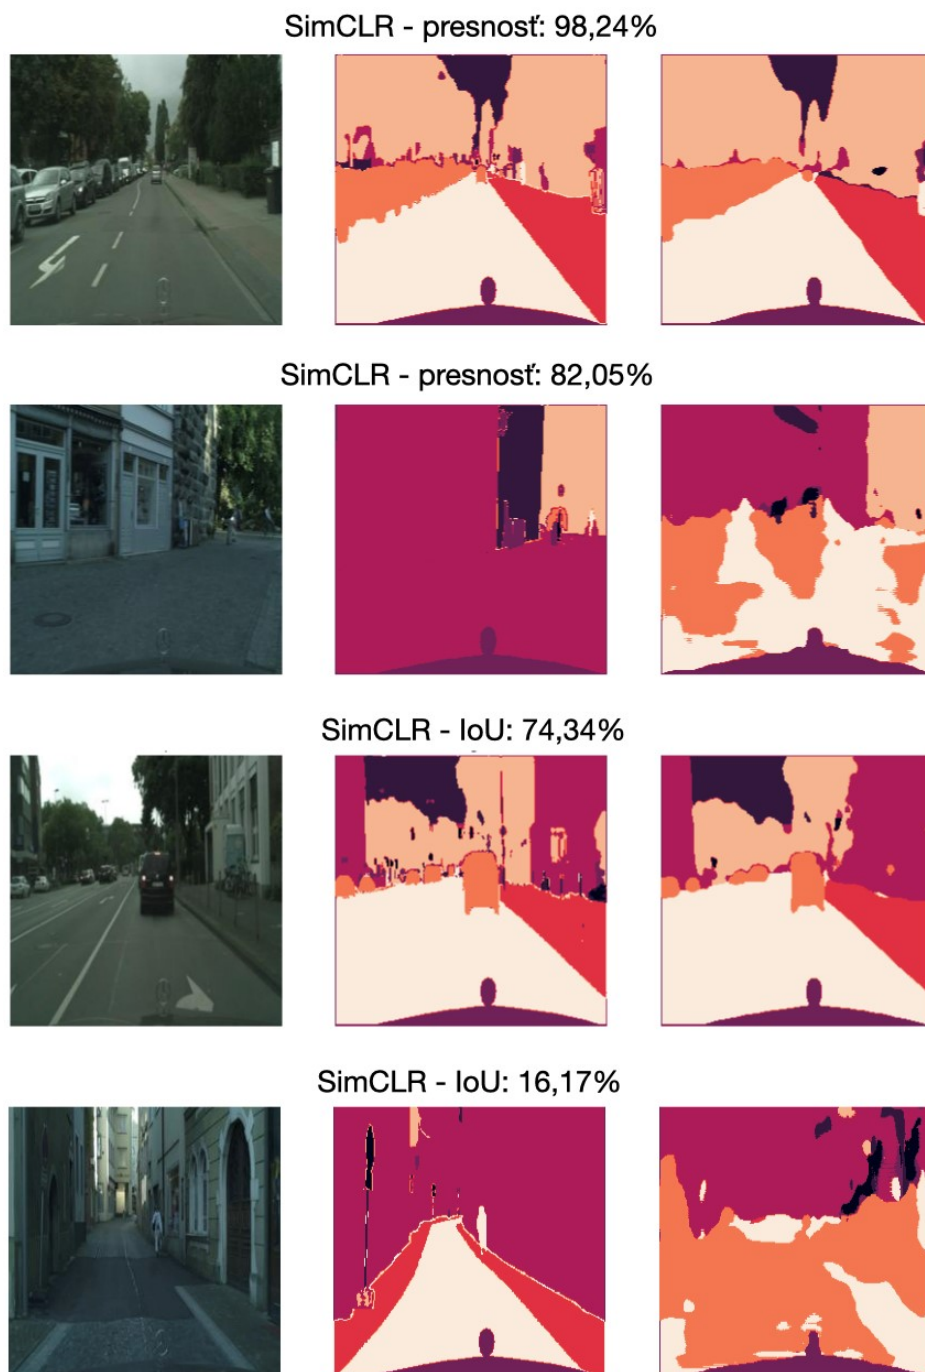 SimCLR - presnosť: 98,24%
SimCLR - presnosť: 82,05%
SimCLR - IoU: 74,34%
SimCLR - IoU: 16,17%